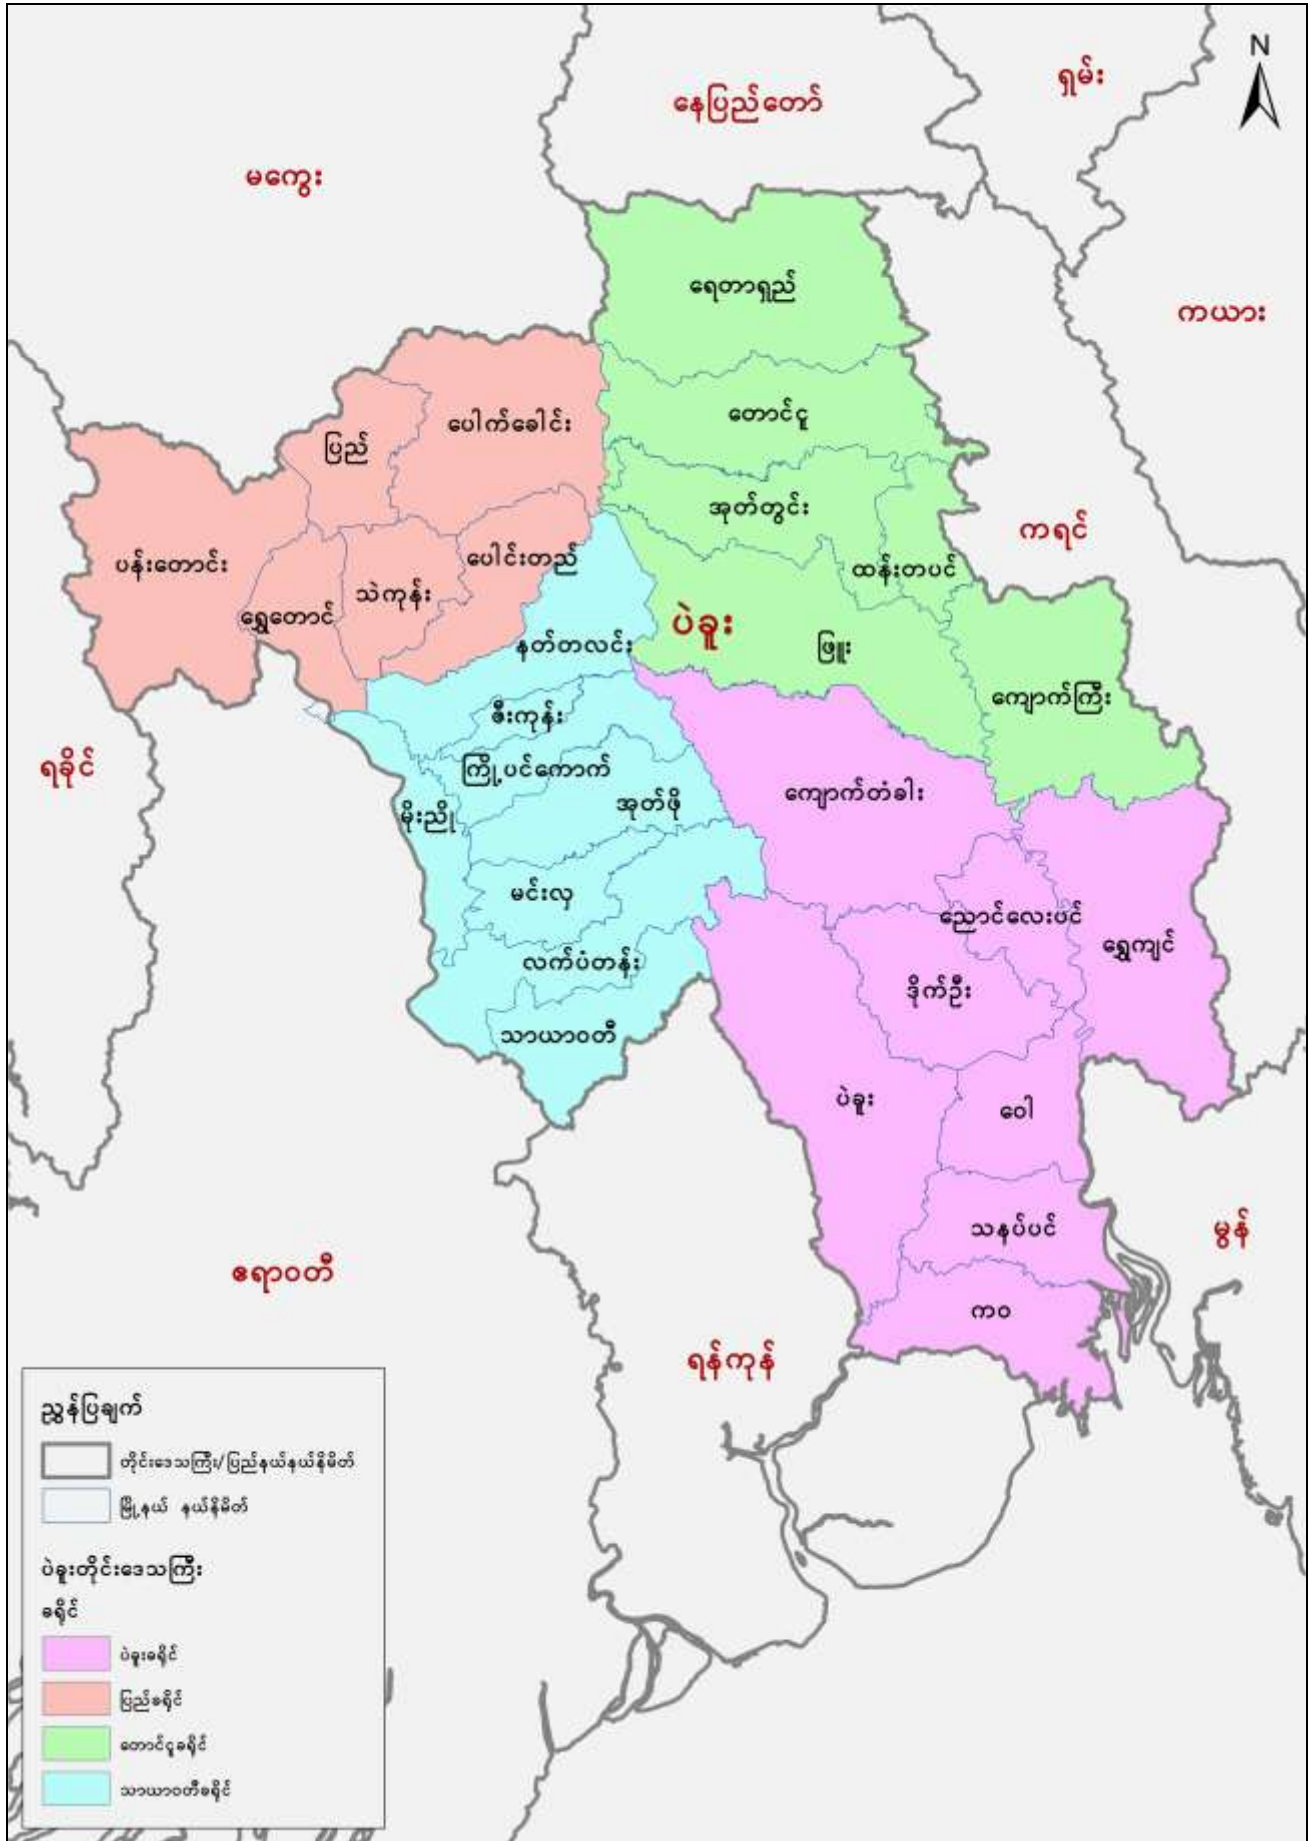 N
ရှမ်း
နေပြည်တော်
မကွေး
ရေတာရှည်
ကယား
တောင်ငူ
ပေါက်ခေါင်း
ပြည်
အုတ်တွင်း
ကရင်
ပန်းတောင်း
ပေါင်းတည်
ထန်းတပင်
သဲကုန်း
ရွှေတောင်
ပဲခူး
နတ်တလင်း
ဖြူး
ကျောက်ကြီး
ဇီးကုန်း
ရခိုင်
ကြို့ပင်ကောက်
ကျောက်တံခါး
အုတ်ဖို
မိုးညို
မင်းလှ
ညောင်လေးပင်
ရွှေကျင်
လက်ပံတန်း
ဒိုက်ဦး
သာယာဝတီ
ပဲခူး
ဝေါ
သနပ်ပင်
မွန်
ဧရာဝတီ
ကဝ
ရန်ကုန်
ညွှန်ပြချက်
တိုင်းဒေသကြီး/ပြည်နယ်နယ်နိမိတ်
မြို့နယ် နယ်နိမိတ်
ပဲခူးတိုင်းဒေသကြီး
ခရိုင်
ပဲခူးခရိုင်
ပြည်ခရိုင်
တောင်ငူခရိုင်
သာယာဝတီခရိုင်